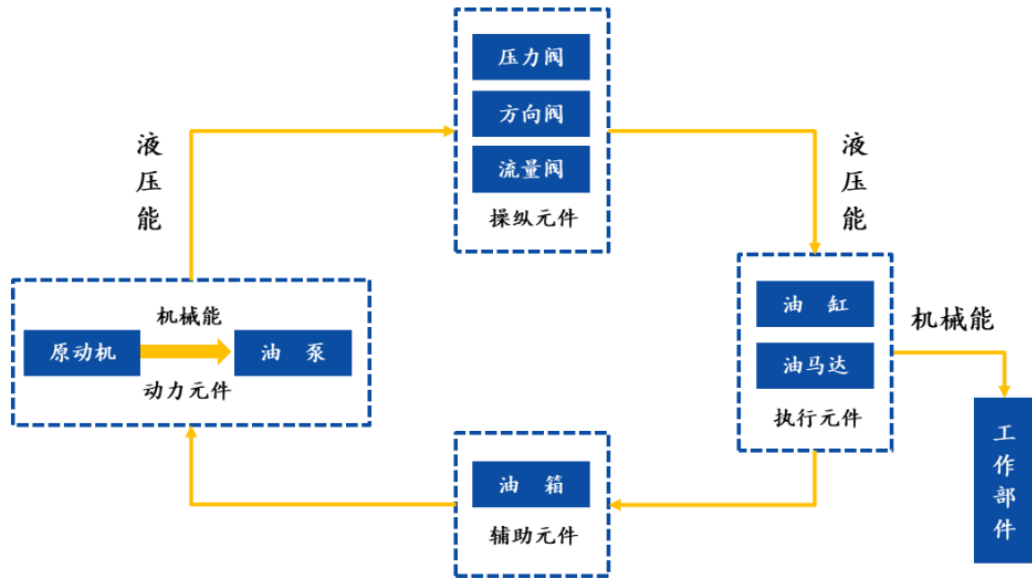 压力阀
方向阀
流量阀
操纵元件
液压能
液压能
机械能
原动机
油 泵
动力元件
油 缸
油马达
执行元件
机械能
工作部件
油 箱
辅助元件